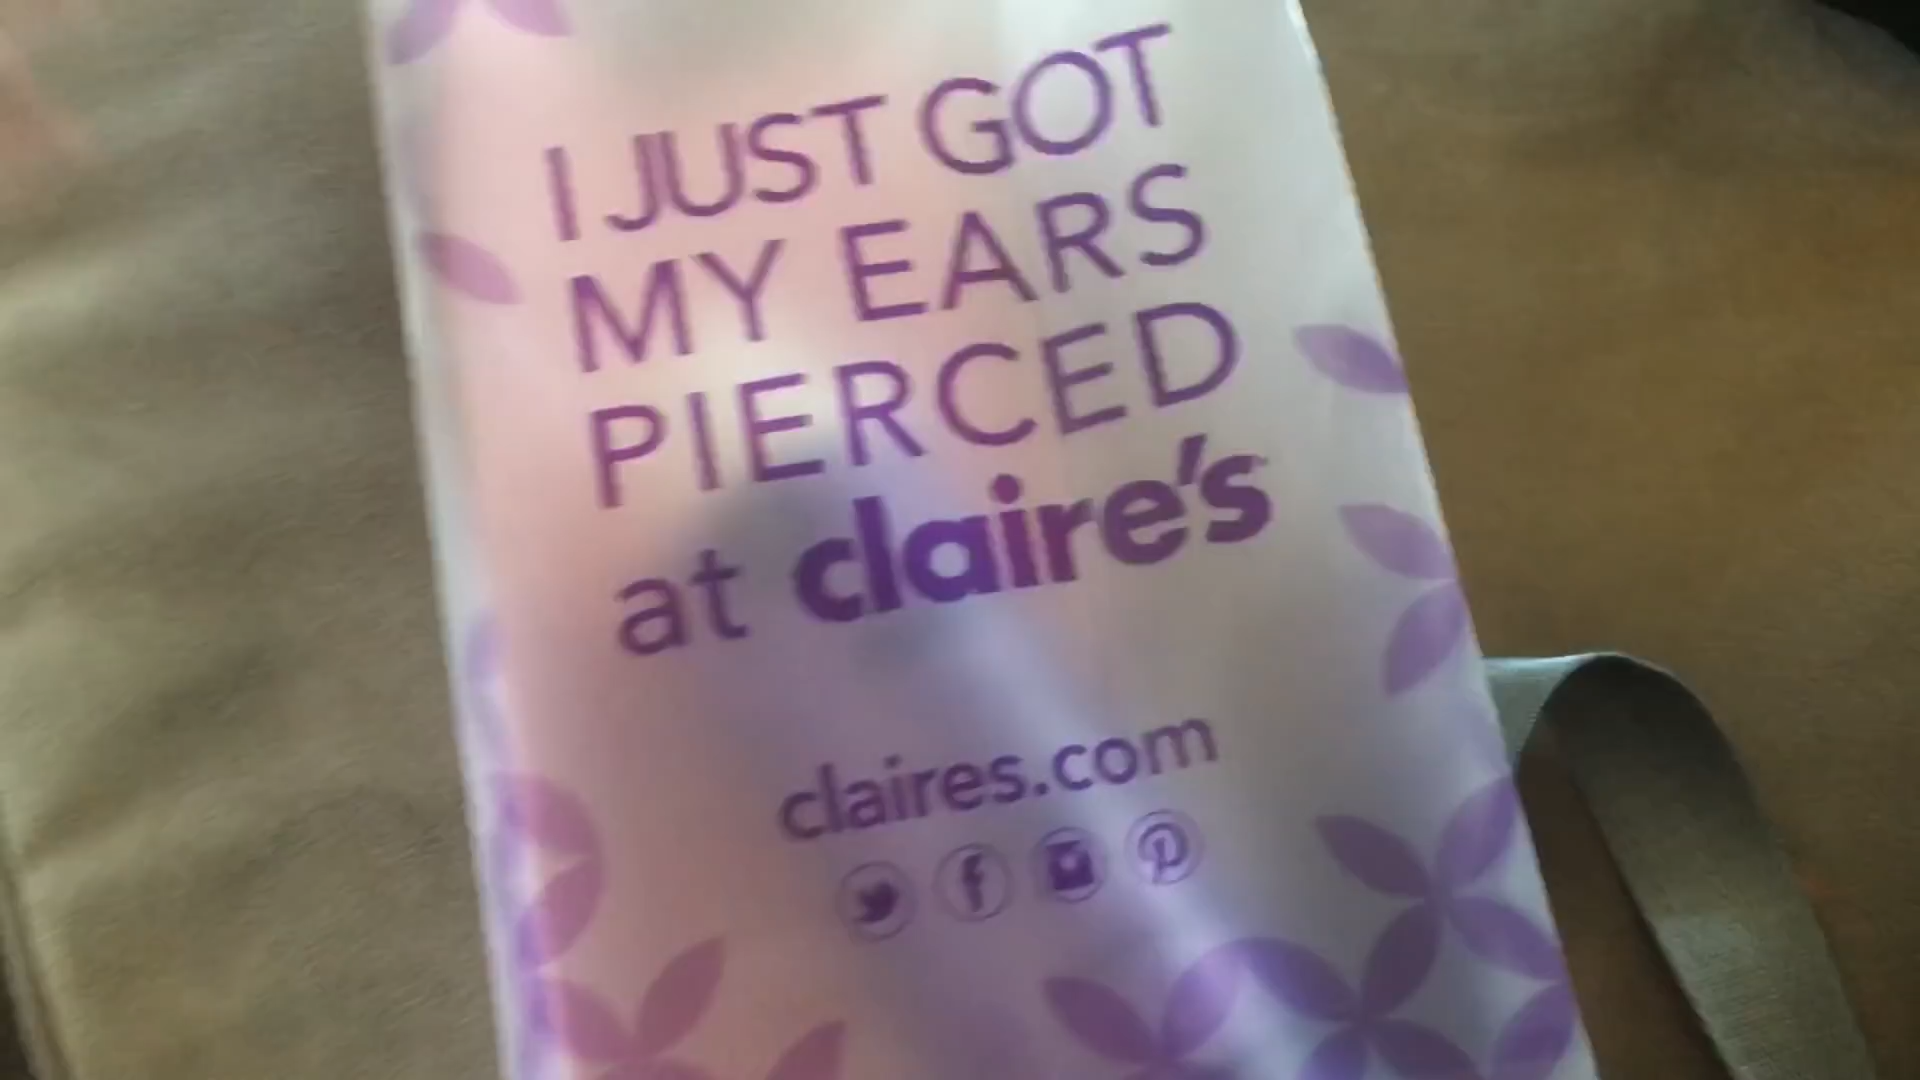 I JUST GOT
MY EARS
PIERCED
at claire's
claires.com